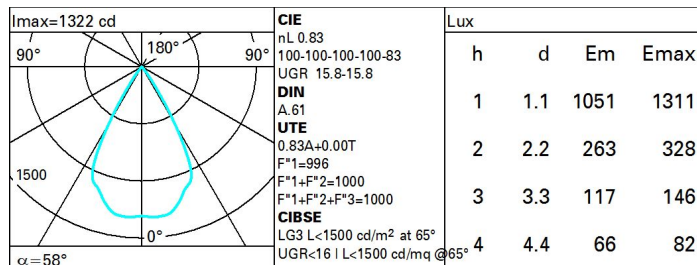 Imax=1322 cd
90°
180°
90°
1500
0°
α=58°
CIE
nL 0.83
100-100-100-100-83
UGR 15.8-15.8
DIN
A.61
UTE
0.83A+0.00T
F"1=996
F"1+F"2=1000
F"1+F"2+F"3=1000
CIBSE
LG3 L<1500 cd/m² at 65°
UGR<16 | L<1500 cd/mq @65°
Lux
h d Em Emax
1 1.1 1051 1311
2 2.2 263 328
3 3.3 117 146
4 4.4 66 82